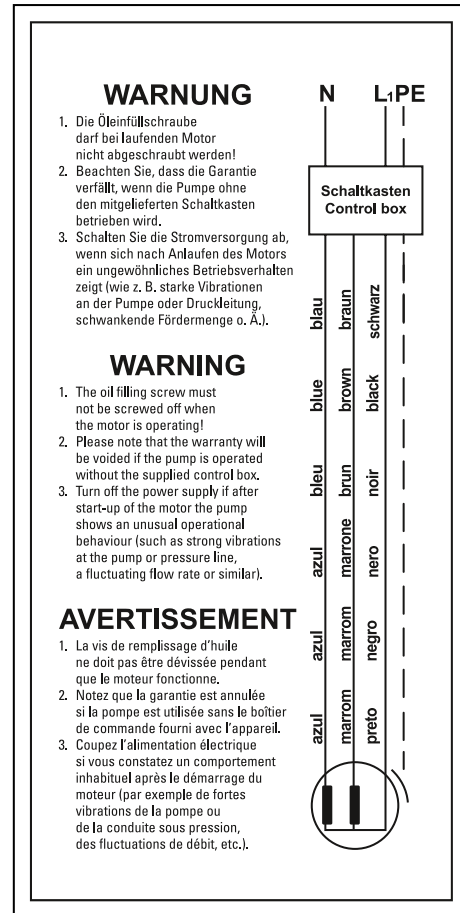 WARNUNG
1. Die Öleinfüllschraube
darf bei laufenden Motor
nicht abgeschraubt werden!
2. Beachten Sie, dass die Garantie
verfällt, wenn die Pumpe ohne
den mitgelieferten Schaltkasten
betrieben wird.
3. Schalten Sie die Stromversorgung ab,
wenn sich nach Anlaufen des Motors
ein ungewöhnliches Betriebsverhalten
zeigt (wie z. B. starke Vibrationen
an der Pumpe oder Druckleitung,
schwankende Fördermenge o. Ä.).
WARNING
1. The oil filling screw must
not be screwed off when
the motor is operating!
2. Please note that the warranty will
be voided if the pump is operated
without the supplied control box.
3. Turn off the power supply if after
start-up of the motor the pump
shows an unusual operational
behaviour (such as strong vibrations
at the pump or pressure line,
a fluctuating flow rate or similar).
AVERTISSEMENT
1. La vis de remplissage d'huile
ne doit pas être dévissée pendant
que le moteur fonctionne.
2. Notez que la garantie est annulée
si la pompe est utilisée sans le boîtier
de commande fourni avec l'appareil.
3. Coupez l'alimentation électrique
si vous constatez un comportement
inhabituel après le démarrage du
moteur (par exemple de fortes
vibrations de la pompe ou
de la conduite sous pression,
des fluctuations de débit, etc.).
N L1PE
Schaltkasten
Control box
blau braun schwarz
blue brown black
bleu brun noir
azul marrone nero
azul marrom negro
azul marrom preto